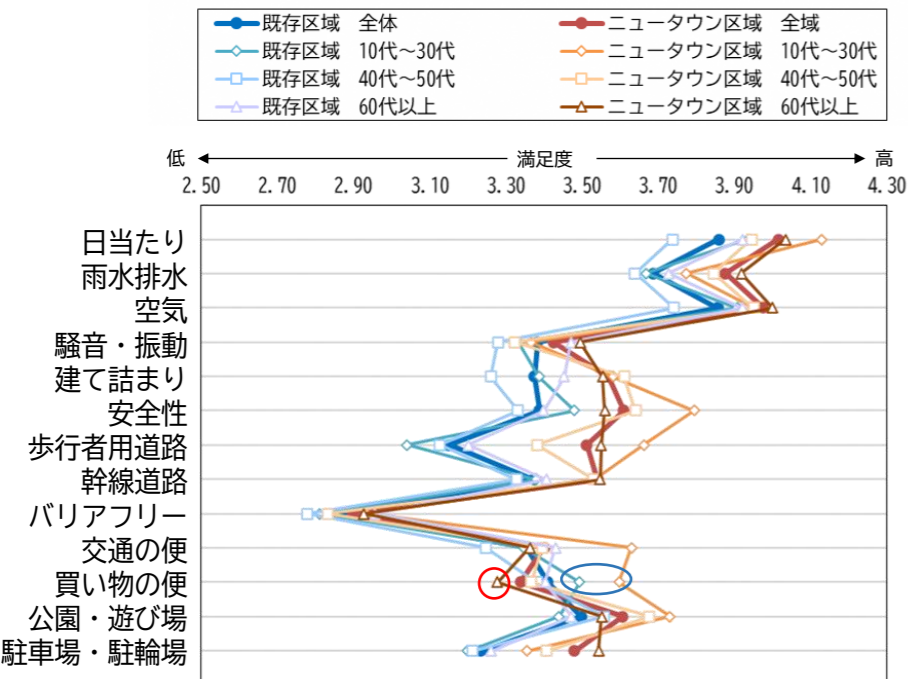 既存区域　全体　ニュータウン区域　全域
既存区域　10代～30代　ニュータウン区域　10代～30代
既存区域　40代～50代　ニュータウン区域　40代～50代
既存区域　60代以上　ニュータウン区域　60代以上
低　満足度　高
2.50 2.70 2.90 3.10 3.30 3.50 3.70 3.90 4.10 4.30
日当たり
雨水排水
空気
騒音・振動
建て詰まり
安全性
歩行者用道路
幹線道路
バリアフリー
交通の便
買い物の便
公園・遊び場
駐車場・駐輪場